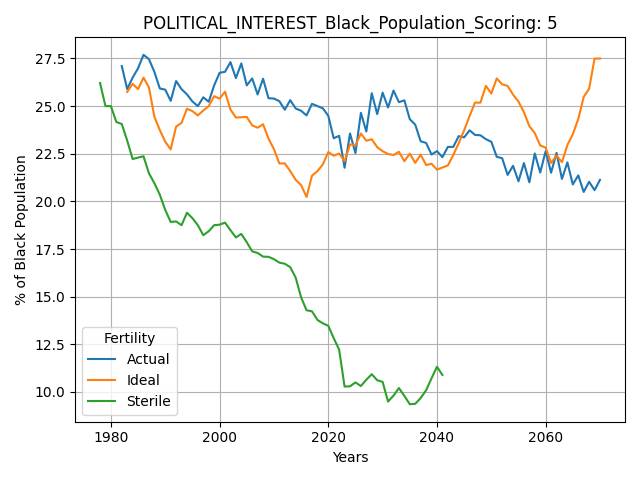 POLITICAL_INTEREST_Black_Population_Scoring: 5
% of Black Population
27.5
25.0
22.5
20.0
17.5
15.0
12.5
10.0
Fertility
Actual
Ideal
Sterile
1980 2000 2020 2040 2060
Years